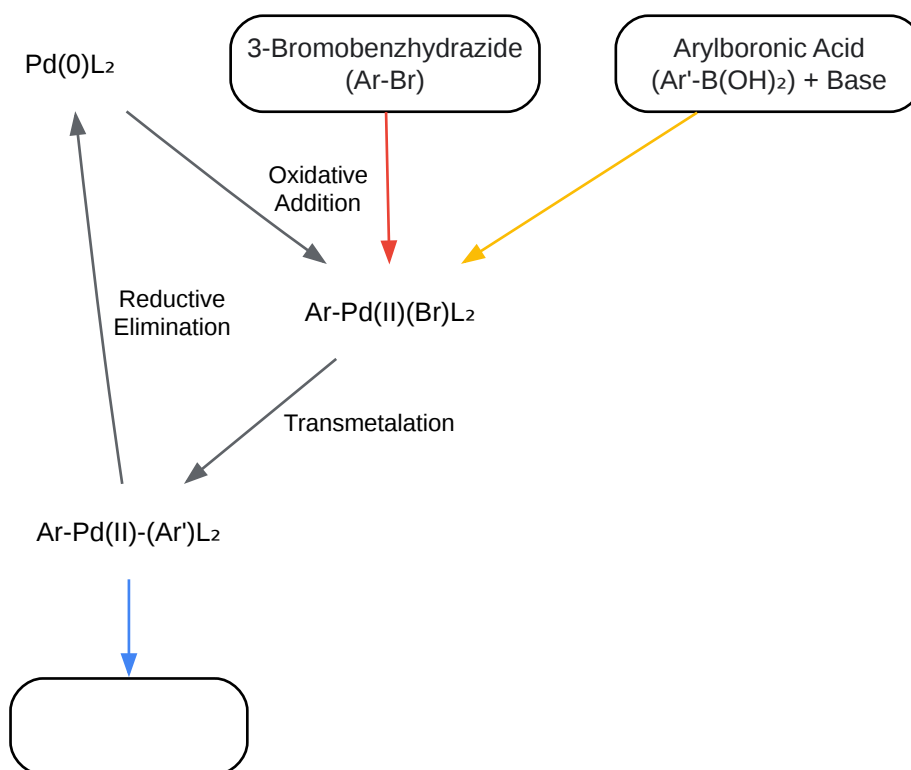 Pd(0)L₂
3-Bromobenzhydrazide
(Ar-Br)
Arylboronic Acid
(Ar'-B(OH)₂) + Base
Oxidative
Addition
Reductive
Elimination
Ar-Pd(II)(Br)L₂
Transmetalation
Ar-Pd(II)-(Ar')L₂